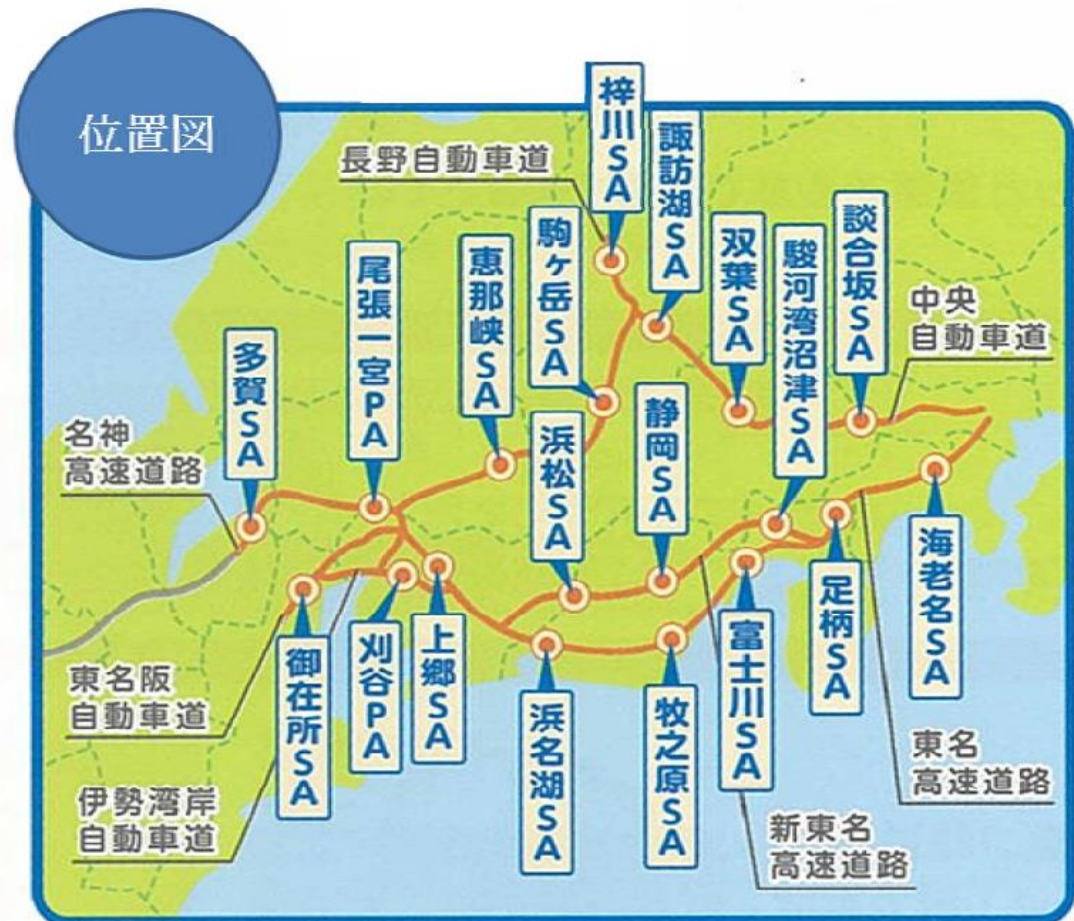 位置図
長野自動車道
梓川SA
諏訪湖SA
駒ヶ岳SA
恵那峡SA
尾張一宮PA
多賀SA
双葉SA
駿河湾沼津SA
談合坂SA
中央
自動車道
名神
高速道路
浜松SA
静岡SA
東名阪
自動車道
伊勢湾岸
自動車道
御在所SA
刈谷PA
上郷SA
浜名湖SA
牧之原SA
富士川SA
足柄SA
海老名SA
東名
高速道路
新東名
高速道路